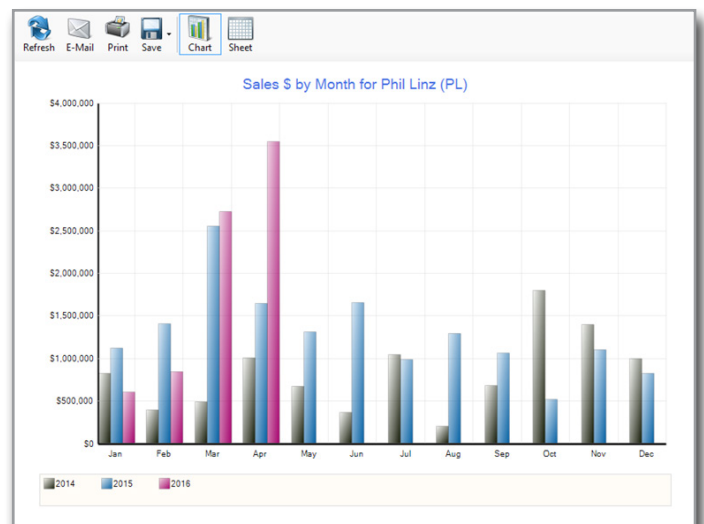 Refresh E-Mail Print Save Chart Sheet
Sales $ by Month for Phil Linz (PL)
$4,000,000
$3,500,000
$3,000,000
$2,500,000
$2,000,000
$1,500,000
$1,000,000
$500,000
$0
Jan Feb Mar Apr May Jun Jul Aug Sep Oct Nov Dec
2014 2015 2016